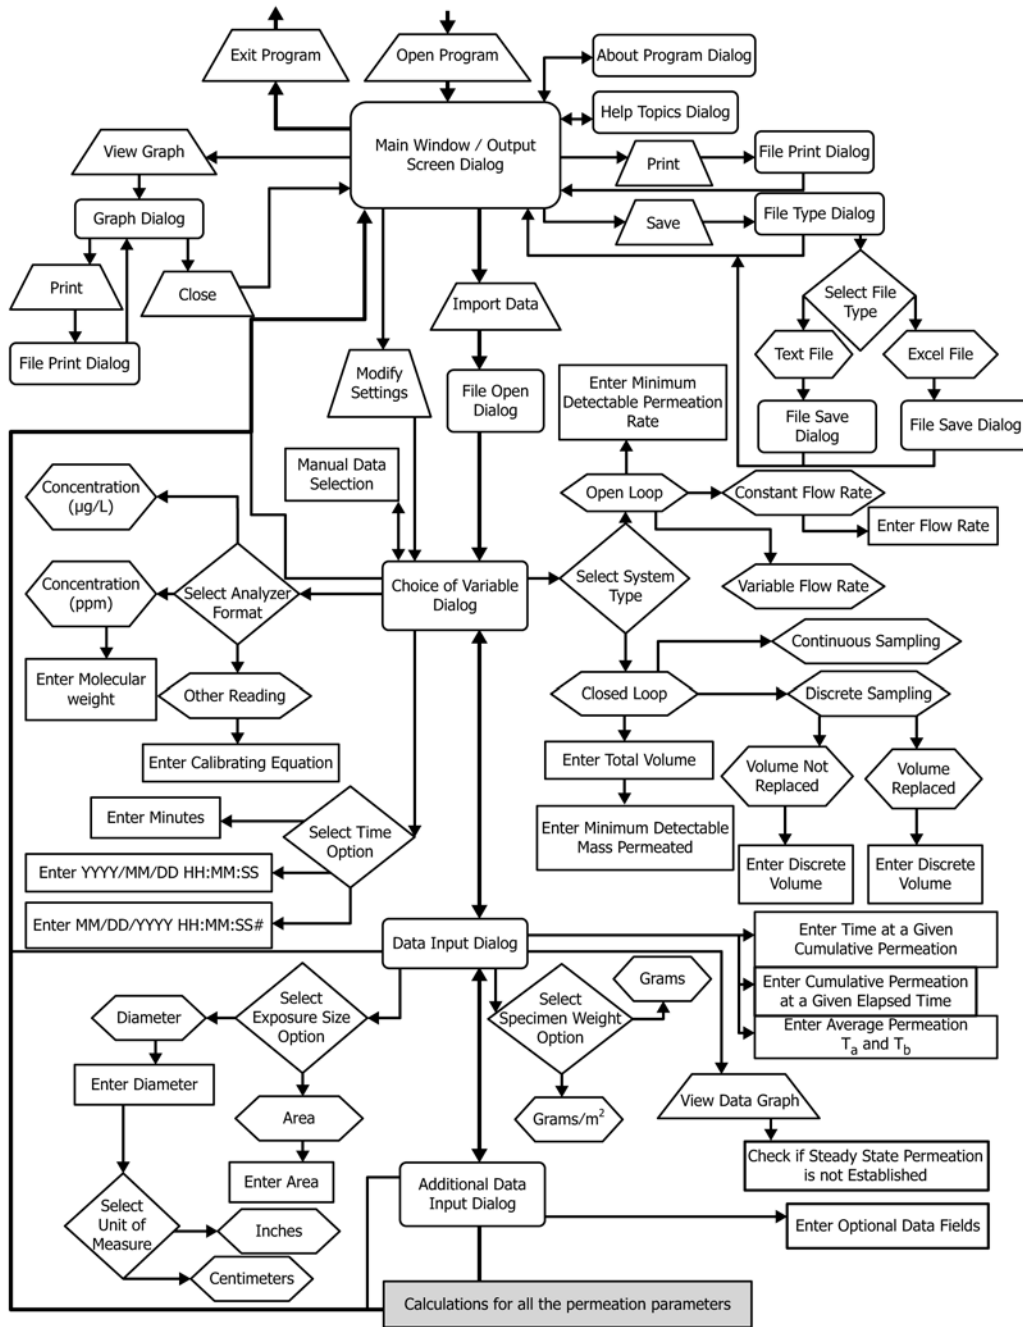 Exit Program
Open Program
About Program Dialog
Help Topics Dialog
Main Window / Output
Screen Dialog
View Graph
Print
File Print Dialog
Graph Dialog
Save
File Type Dialog
Print
Close
Import Data
Select File
Type
File Print Dialog
Text File
Excel File
Modify
Settings
File Open
Dialog
Enter Minimum
Detectable Permeation
Rate
File Save
Dialog
File Save Dialog
Manual Data
Selection
Concentration
(µg/L)
Open Loop
Constant Flow Rate
Enter Flow Rate
Concentration
(ppm)
Select Analyzer
Format
Choice of Variable
Dialog
Select System
Type
Variable Flow Rate
Enter Molecular
weight
Other Reading
Continuous Sampling
Closed Loop
Discrete Sampling
Enter Calibrating Equation
Enter Total Volume
Volume Not
Replaced
Volume
Replaced
Enter Minutes
Select Time
Option
Enter Minimum Detectable
Mass Permeated
Enter YYYY/MM/DD HH:MM:SS
Enter Discrete
Volume
Enter Discrete
Volume
Enter MM/DD/YYYY HH:MM:SS#
Data Input Dialog
Enter Time at a Given
Cumulative Permeation
Enter Cumulative Permeation
at a Given Elapsed Time
Enter Average Permeation
Ta and Tb
Diameter
Select
Exposure Size
Option
Select
Specimen Weight
Option
Grams
Enter Diameter
Area
Grams/m²
View Data Graph
Enter Area
Check if Steady State Permeation
is not Established
Select
Unit of
Measure
Inches
Additional Data
Input Dialog
Enter Optional Data Fields
Centimeters
Calculations for all the permeation parameters